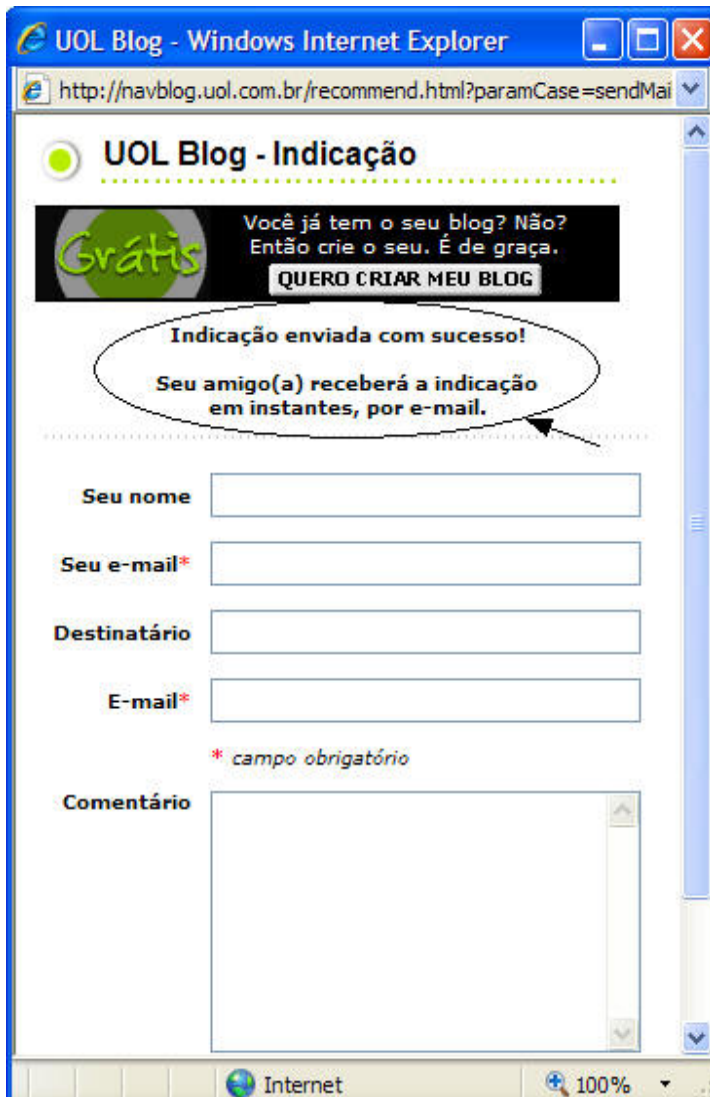 UOL Blog - Windows Internet Explorer
http://navblog.uol.com.br/recommend.html?paramCase=sendMai
UOL Blog - Indicação
Grátis
Você já tem o seu blog? Não?
Então crie o seu. É de graça.
QUERO CRIAR MEU BLOG
Indicação enviada com sucesso!
Seu amigo(a) receberá a indicação
em instantes, por e-mail.
Seu nome
Seu e-mail*
Destinatário
E-mail*
* campo obrigatório
Comentário
Internet
100%